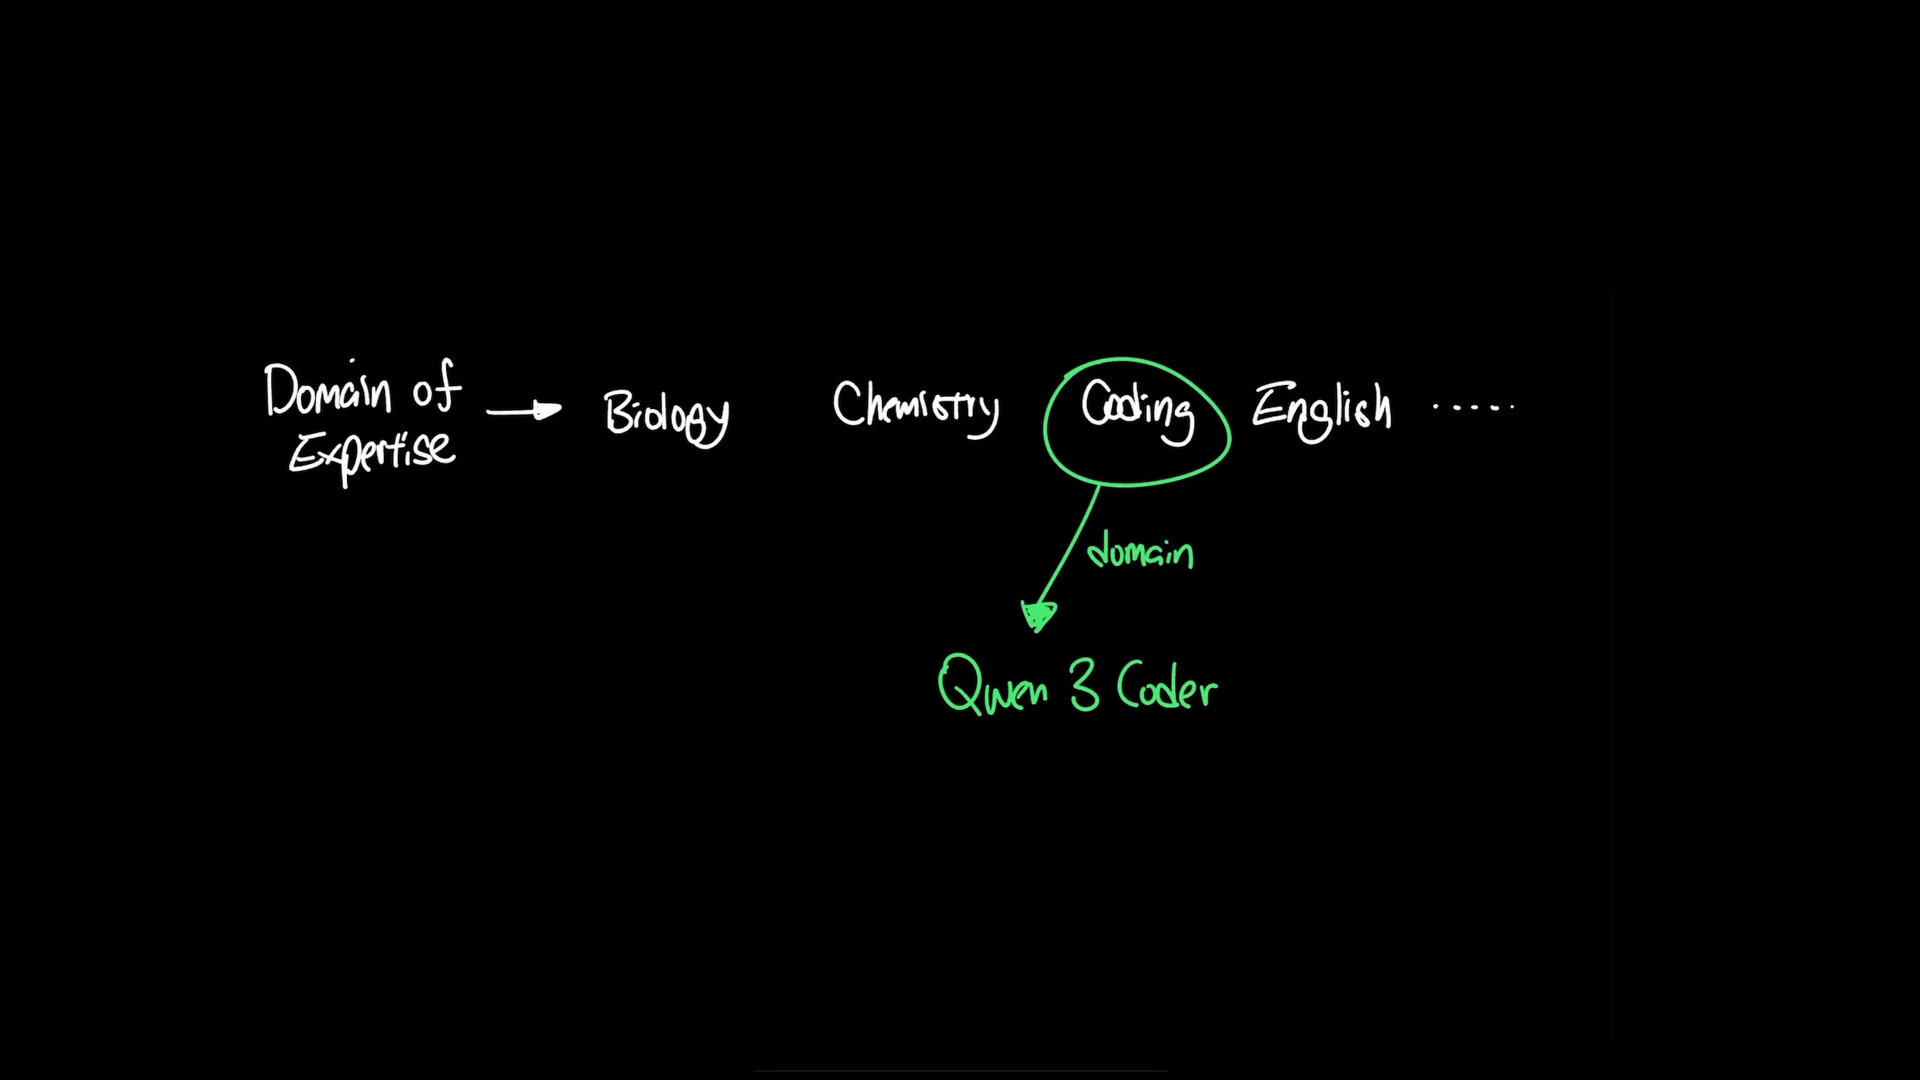 Domain of
Expertise
Biology Chemistry Coding English .....
domain
Qwen 3 Coder